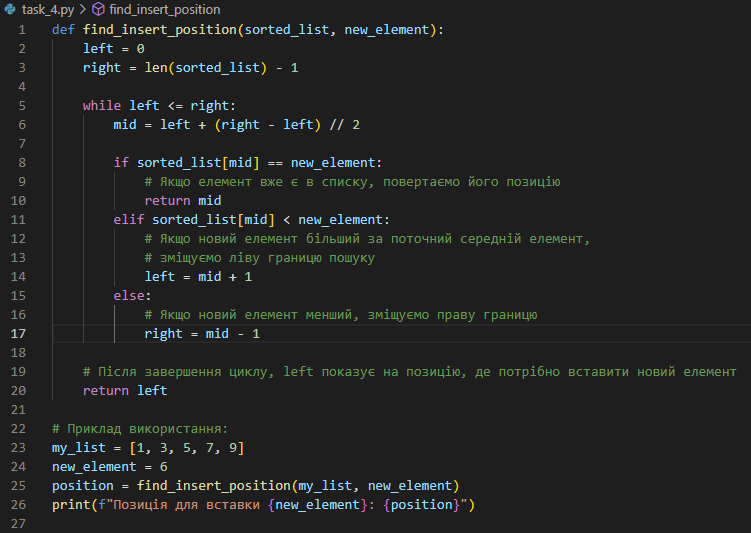 task_4.py > find_insert_position
1 def find_insert_position(sorted_list, new_element):
2     left = 0
3     right = len(sorted_list) - 1
4
5     while left <= right:
6         mid = left + (right - left) // 2
7
8         if sorted_list[mid] == new_element:
9             # Якщо елемент вже є в списку, повертаємо його позицію
10             return mid
11         elif sorted_list[mid] < new_element:
12             # Якщо новий елемент більший за поточний середній елемент,
13             # зміщуємо ліву границю пошуку
14             left = mid + 1
15         else:
16             # Якщо новий елемент менший, зміщуємо праву границю
17             right = mid - 1
18
19     # Після завершення циклу, left показує на позицію, де потрібно вставити новий елемент
20     return left
21
22 # Приклад використання:
23 my_list = [1, 3, 5, 7, 9]
24 new_element = 6
25 position = find_insert_position(my_list, new_element)
26 print(f"Позиція для вставки {new_element}: {position}")
27